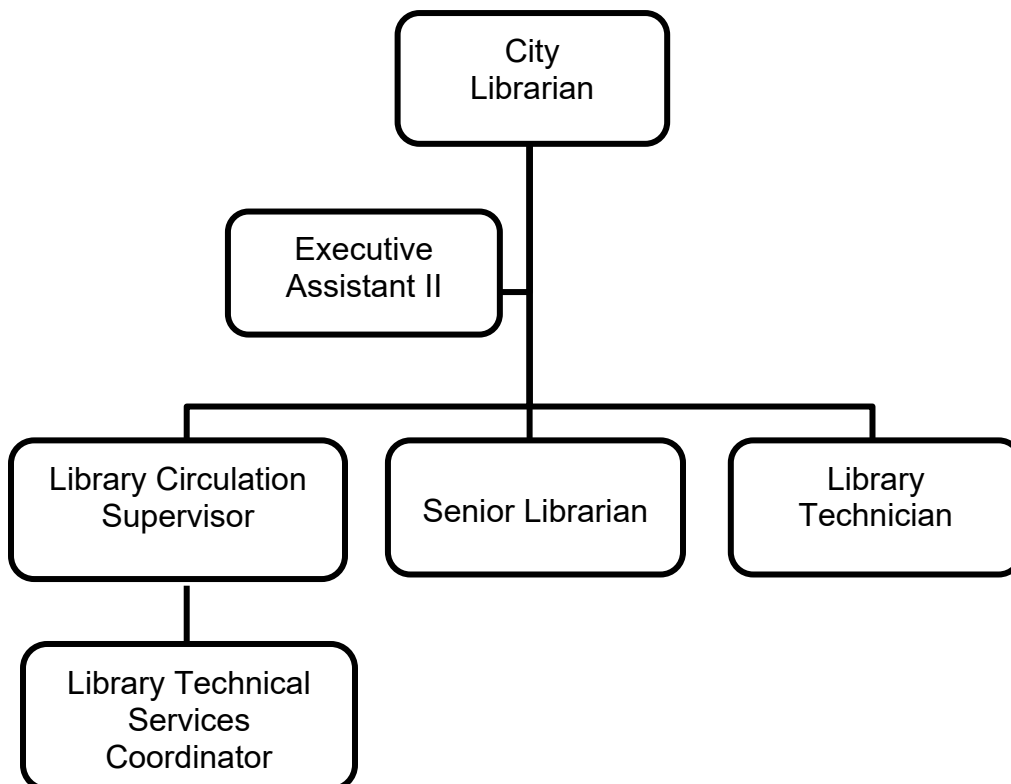 City
Librarian
Executive
Assistant II
Library Circulation
Supervisor
Senior Librarian
Library
Technician
Library Technical
Services
Coordinator